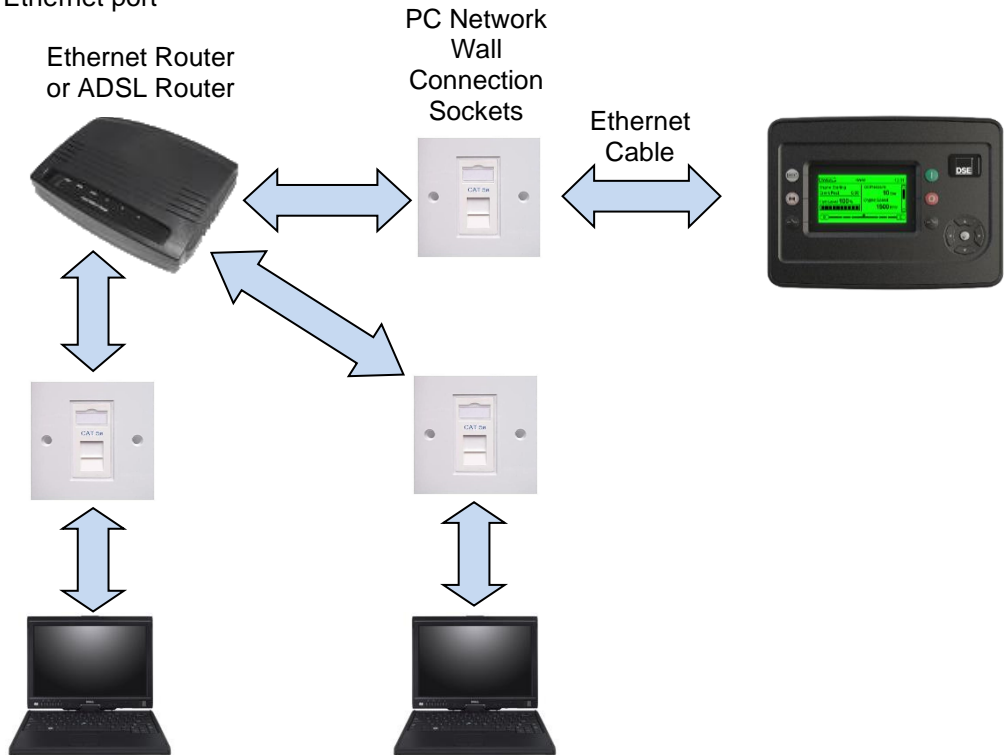 Ethernet port
PC Network
Wall
Connection
Sockets
Ethernet Router
or ADSL Router
Ethernet
Cable
CAT 5e
DSE
CAT 5e
CAT 5e